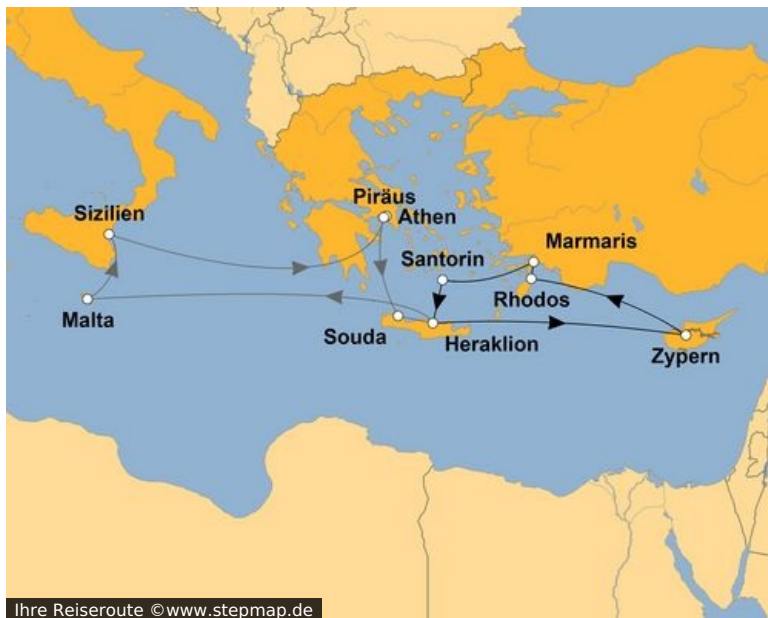 Piräus
Athen
Sizilien
Marmaris
Santorin
Rhodos
Malta
Souda
Heraklion
Zypern
Ihre Reiseroute ©www.stepmap.de